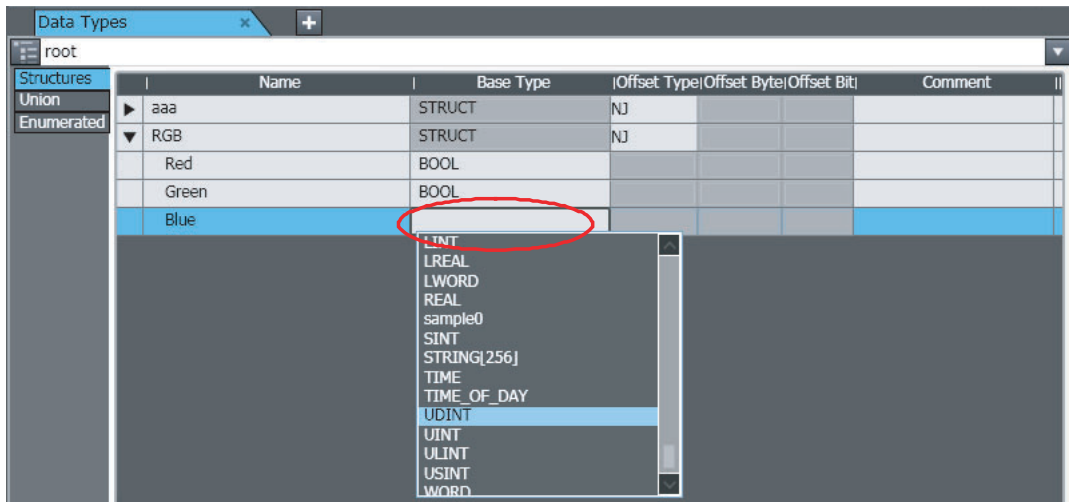 Data Types × +
root
Structures
Union
Enumerated
Name Base Type Offset Type Offset Byte Offset Bit Comment
aaa STRUCT NJ
RGB STRUCT NJ
Red BOOL
Green BOOL
Blue
LINT
LREAL
LWORD
REAL
sample0
SINT
STRING[256]
TIME
TIME_OF_DAY
UDINT
UINT
ULINT
USINT
WORD